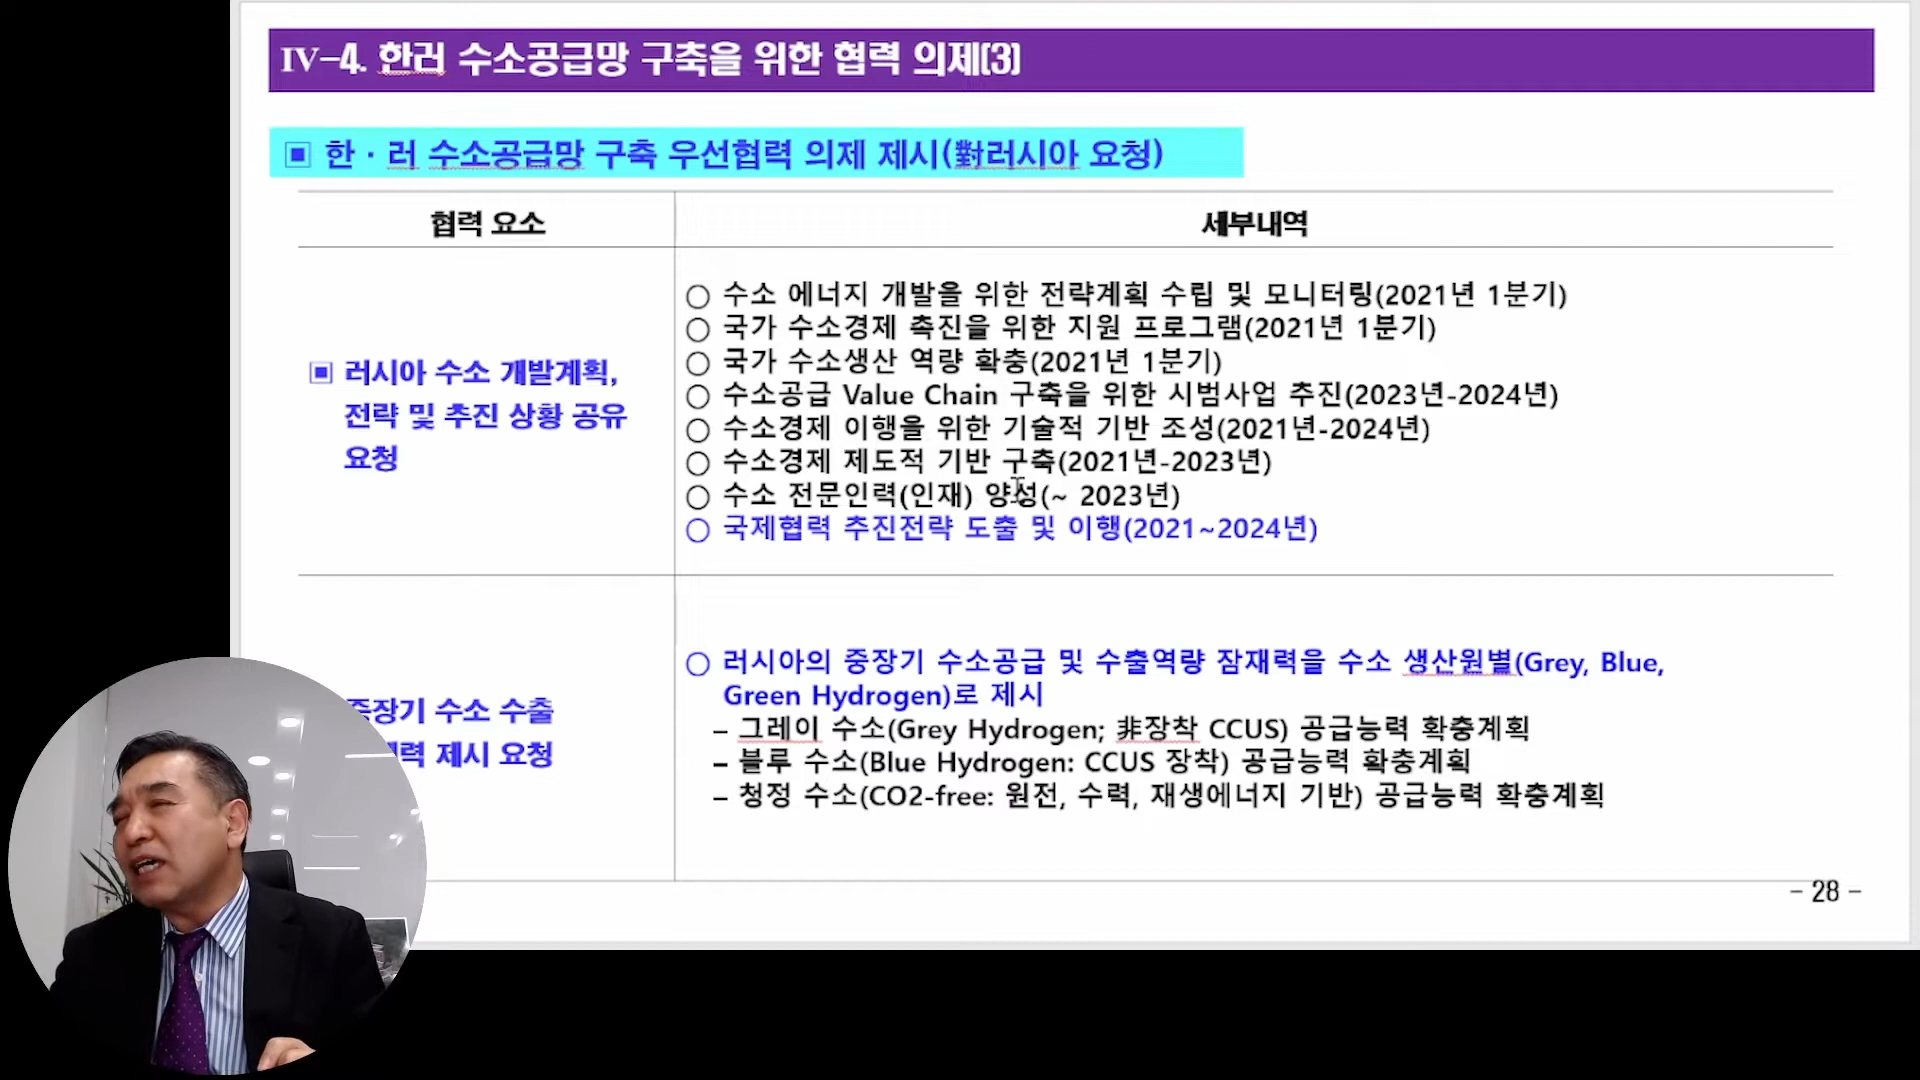 IV-4. 한러 수소공급망 구축을 위한 협력 의제(3)
▣ 한·러 수소공급망 구축 우선협력 의제 제시(對러시아 요청)
협력 요소
세부내역
▣ 러시아 수소 개발계획,
전략 및 추진 상황 공유
요청
○ 수소 에너지 개발을 위한 전략계획 수립 및 모니터링(2021년 1분기)
○ 국가 수소경제 촉진을 위한 지원 프로그램(2021년 1분기)
○ 국가 수소생산 역량 확충(2021년 1분기)
○ 수소공급 Value Chain 구축을 위한 시범사업 추진(2023년-2024년)
○ 수소경제 이행을 위한 기술적 기반 조성(2021년-2024년)
○ 수소경제 제도적 기반 구축(2021년-2023년)
○ 수소 전문인력(인재) 양성(~ 2023년)
○ 국제협력 추진전략 도출 및 이행(2021~2024년)
중장기 수소 수출
력 제시 요청
○ 러시아의 중장기 수소공급 및 수출역량 잠재력을 수소 생산원별(Grey, Blue,
Green Hydrogen)로 제시
– 그레이 수소(Grey Hydrogen; 非장착 CCUS) 공급능력 확충계획
– 블루 수소(Blue Hydrogen: CCUS 장착) 공급능력 확충계획
– 청정 수소(CO2-free: 원전, 수력, 재생에너지 기반) 공급능력 확충계획
– 28 –